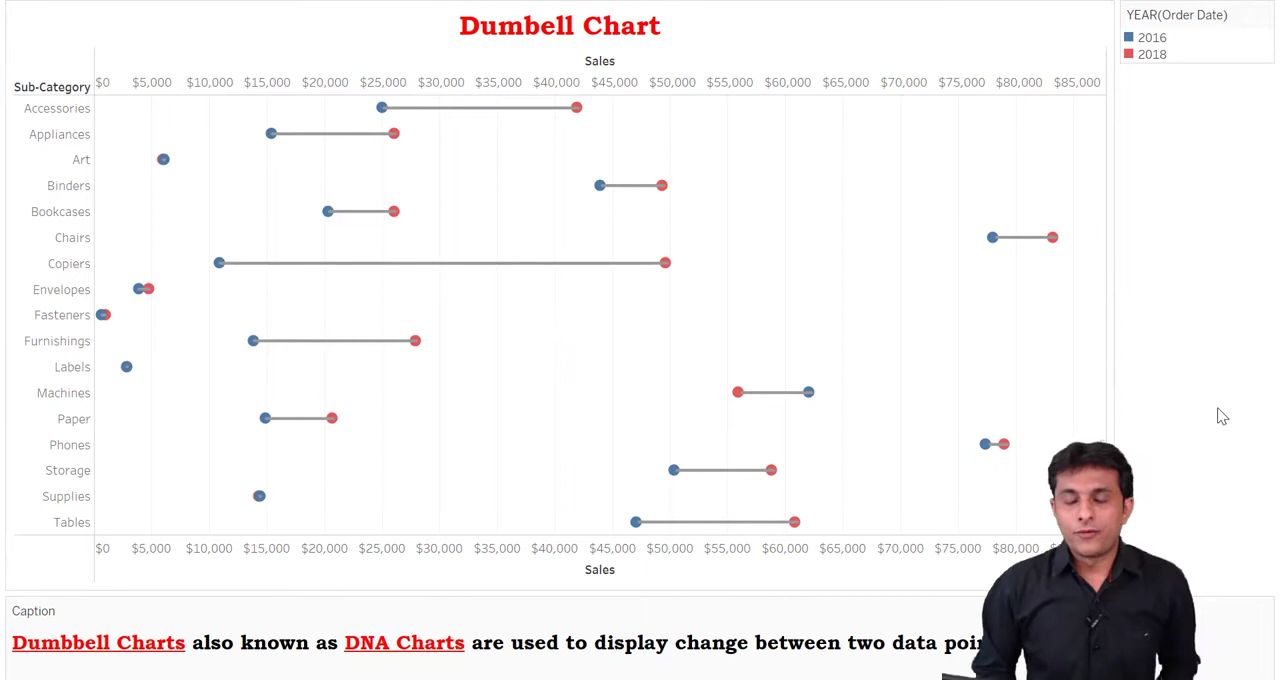 Dumbell Chart
YEAR(Order Date)
2016
2018
Sales
Sub-Category
$0 $5,000 $10,000 $15,000 $20,000 $25,000 $30,000 $35,000 $40,000 $45,000 $50,000 $55,000 $60,000 $65,000 $70,000 $75,000 $80,000 $85,000
Accessories
Appliances
Art
Binders
Bookcases
Chairs
Copiers
Envelopes
Fasteners
Furnishings
Labels
Machines
Paper
Phones
Storage
Supplies
Tables
$0 $5,000 $10,000 $15,000 $20,000 $25,000 $30,000 $35,000 $40,000 $45,000 $50,000 $55,000 $60,000 $65,000 $70,000 $75,000 $80,000
Sales
Caption
Dumbbell Charts also known as DNA Charts are used to display change between two data